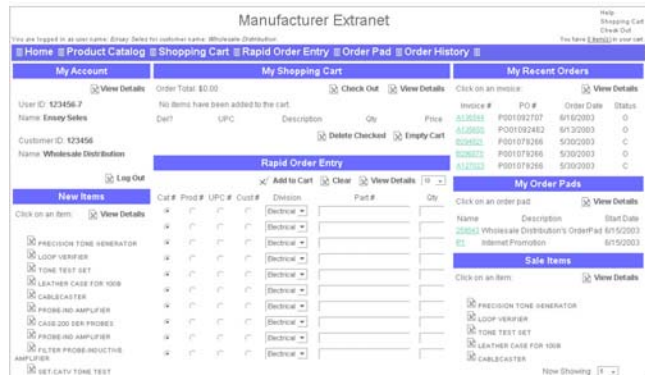 Manufacturer Extranet
Help
Shopping Cart
Check Out
You are logged in as user name: Ensey Seles for customer name: Wholesale Distribution.
You have 0 item(s) in your cart
Home Product Catalog Shopping Cart Rapid Order Entry Order Pad Order History
My Account
View Details
User ID: 123456-7
Name: Ensey Seles
Customer ID: 123456
Name: Wholesale Distribution
Log Out
New Items
Click on an item: View Details
PRECISION TONE GENERATOR
LOOP VERIFIER
TONE TEST SET
LEATHER CASE FOR 100B
CABLECASTER
PROBE-IND AMPLIFIER
CASE-200 SER PROBES
PROBE-IND AMPLIFIER
FILTER PROBE-INDUCTIVE
AMPLIFIER
SET-CATV TONE TEST
My Shopping Cart
Order Total: $0.00 Check Out View Details
No items have been added to the cart.
Del? UPC Description Qty Price
Delete Checked Empty Cart
Rapid Order Entry
Add to Cart Clear View Details
Cat # Prod # UPC # Cust # Division Part # Qty
Electrical
Electrical
Electrical
Electrical
Electrical
Electrical
Electrical
Electrical
Electrical
Electrical
My Recent Orders
Click on an invoice: View Details
Invoice # PO # Order Date Status
P001092707 6/16/2003 O
P001092482 6/13/2003 O
P001078266 5/30/2003 C
P001078266 5/30/2003 C
P001078266 5/30/2003 C
My Order Pads
Click on an order pad: View Details
Name Description Start Date
Wholesale Distribution's OrderPad 6/15/2003
Internet Promotion 6/15/2003
Sale Items
Click on an item: View Details
PRECISION TONE GENERATOR
LOOP VERIFIER
TONE TEST SET
LEATHER CASE FOR 100B
CABLECASTER
Now Showing